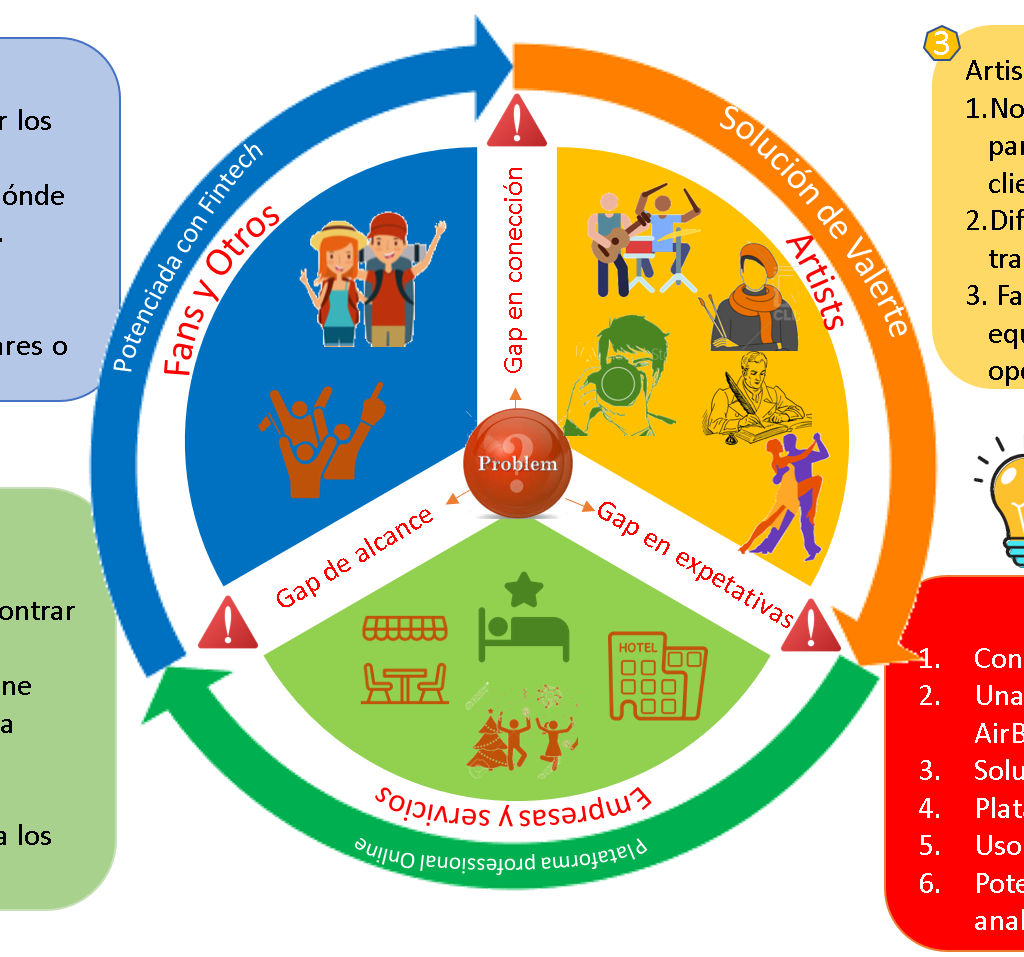 r los
ónde
.
ares o
ontrar
ne
a
a los
Potenciada con Fintech
Fans y Otros
Gap en conección
Solución de Valerte
Artists
Problem
Gap de alcance
Gap en expetativas
HOTEL
Empresas y servicios
Plataforma professional Online
3
Artis
1.No
par
clie
2.Dif
tra
3. Fa
equ
ope
1. Con
2. Una
AirB
3. Solu
4. Plat
5. Uso
6. Pote
anal